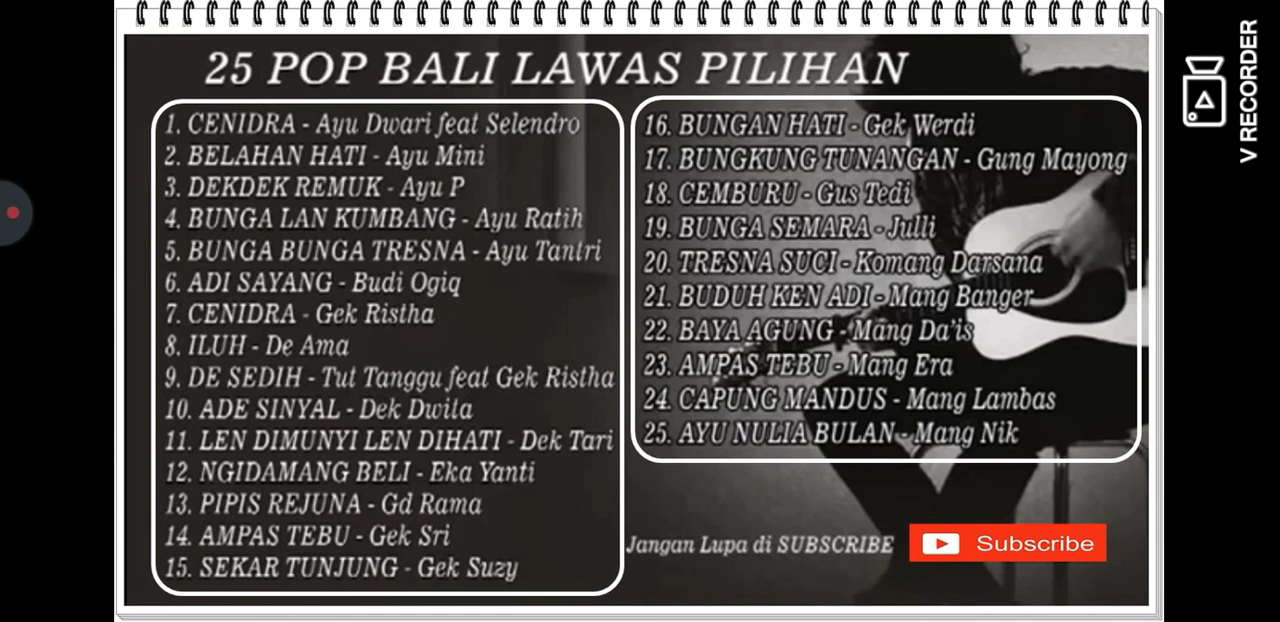 25 POP BALI LAWAS PILIHAN
1. CENIDRA - Ayu Dwari feat Selendro
2. BELAHAN HATI - Ayu Mini
3. DEKDEK REMUK - Ayu P
4. BUNGA LAN KUMBANG - Ayu Ratih
5. BUNGA BUNGA TRESNA - Ayu Tantri
6. ADI SAYANG - Budi Ogiq
7. CENIDRA - Gek Ristha
8. ILUH - De Ama
9. DE SEDIH - Tut Tanggu feat Gek Ristha
10. ADE SINYAL - Dek Dwita
11. LEN DIMUNYI LEN DIHATI - Dek Tari
12. NGIDAMANG BELI - Eka Yanti
13. PIPIS REJUNA - Gd Rama
14. AMPAS TEBU - Gek Sri
15. SEKAR TUNJUNG - Gek Suzy
16. BUNGAN HATI - Gek Werdi
17. BUNGKUNG TUNANGAN - Gung Mayong
18. CEMBURU - Gus Tedi
19. BUNGA SEMARA - Julli
20. TRESNA SUCI - Komang Darsana
21. BUDUH KEN ADI - Mang Banger
22. BAYA AGUNG - Mang Da'is
23. AMPAS TEBU - Mang Era
24. CAPUNG MANDUS - Mang Lambas
25. AYU NULIA BULAN - Mang Nik
Jangan Lupa di SUBSCRIBE
Subscribe
V RECORDER